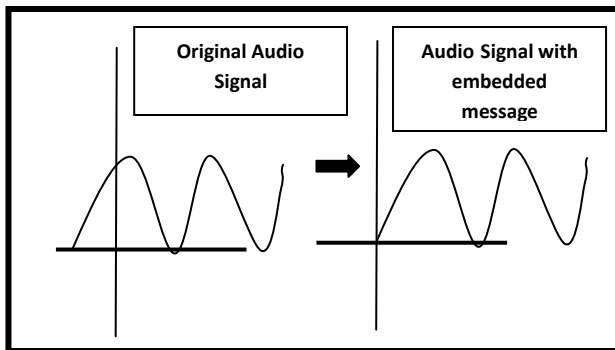 Original Audio
Signal
Audio Signal with
embedded
message